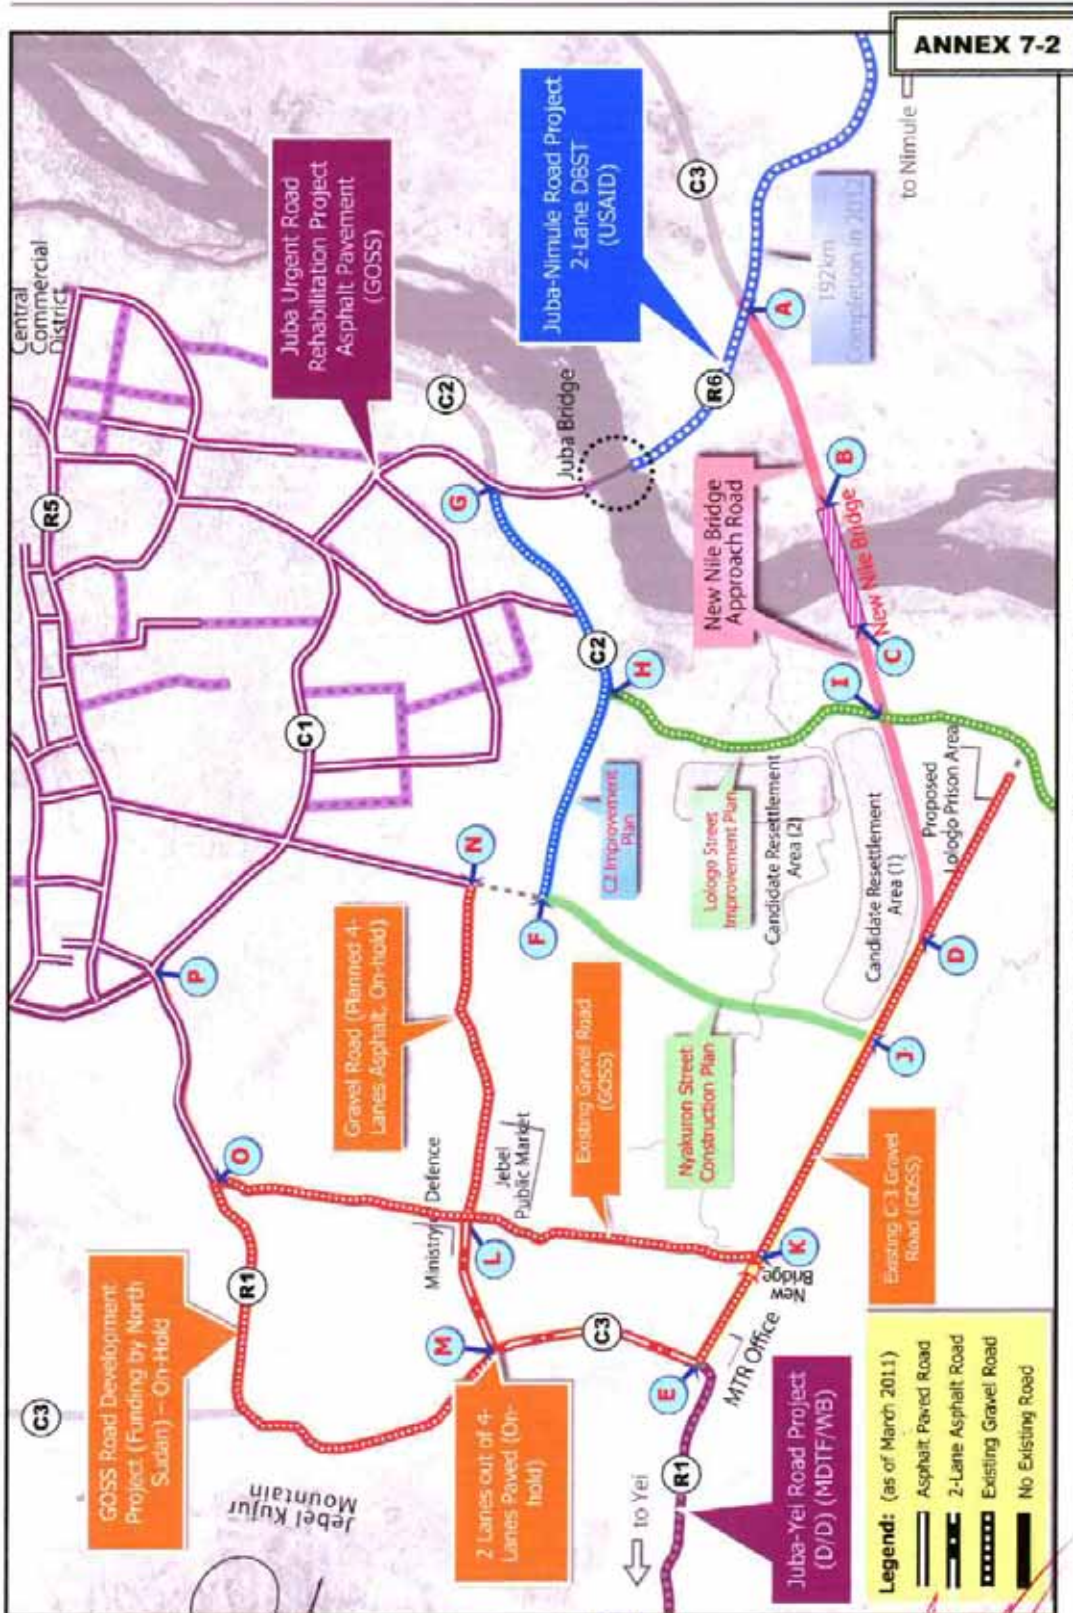 ANNEX 7-2
Central
Commercial
District
R5
Juba Urgent Road
Rehabilitation Project
Asphalt Pavement
(GOSS)
Juba-Nimule Road Project
2-Lane DBST
(USAID)
C3
to Nimule
192km
Completion in 2012
A
R6
C2
G
Juba Bridge
New Nile Bridge
Approach Road
B
New Nile Bridge
C
I
H
C2
C1
C2 Improvement
Plan
Lologo Street
Improvement Plan
Candidate Resettlement
Area (2)
Candidate Resettlement
Area (1)
Proposed
Lologo Prison Area
D
J
N
F
P
Gravel Road (Planned 4-
Lanes Asphalt, On-hold)
Existing Gravel Road
(GOSS)
Nyakuron Street
Construction Plan
Existing C3 Gravel
Road (GOSS)
O
Ministry Defence
Jebel
Public Market
L
K
New
Bridge
GOSS Road Development
Project (Funding by North
Sudan) – On-Hold
R1
M
C3
E
MTR Office
2 Lanes out of 4-
Lanes Paved (On-
hold)
C3
Jebel Kujur
Mountain
to Yei
R1
Juba-Yei Road Project
(D/D) (MDTF/WB)
Legend: (as of March 2011)
Asphalt Paved Road
2-Lane Asphalt Road
Existing Gravel Road
No Existing Road